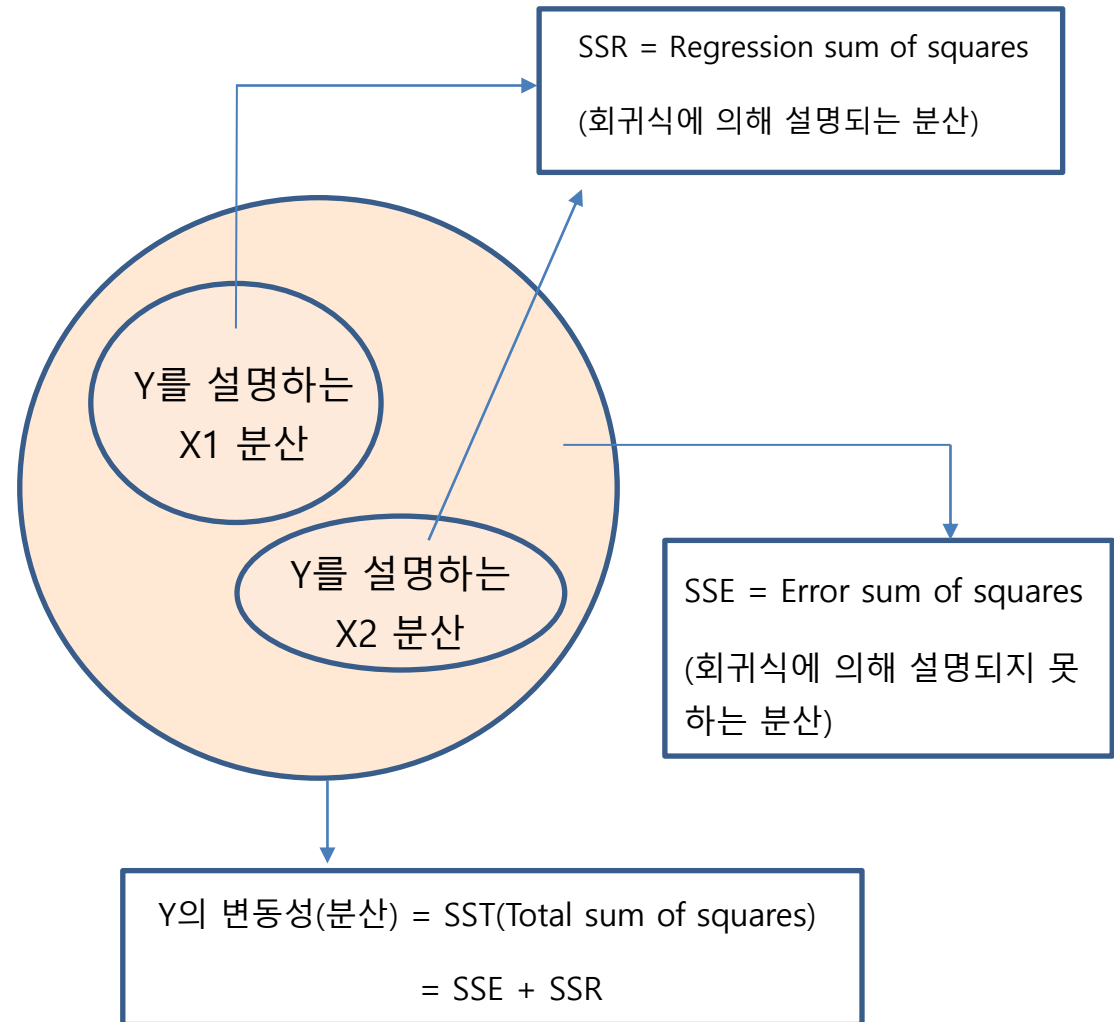 SSR = Regression sum of squares
(회귀식에 의해 설명되는 분산)
Y를 설명하는
X1 분산
Y를 설명하는
X2 분산
SSE = Error sum of squares
(회귀식에 의해 설명되지 못
하는 분산)
Y의 변동성(분산) = SST(Total sum of squares)
= SSE + SSR